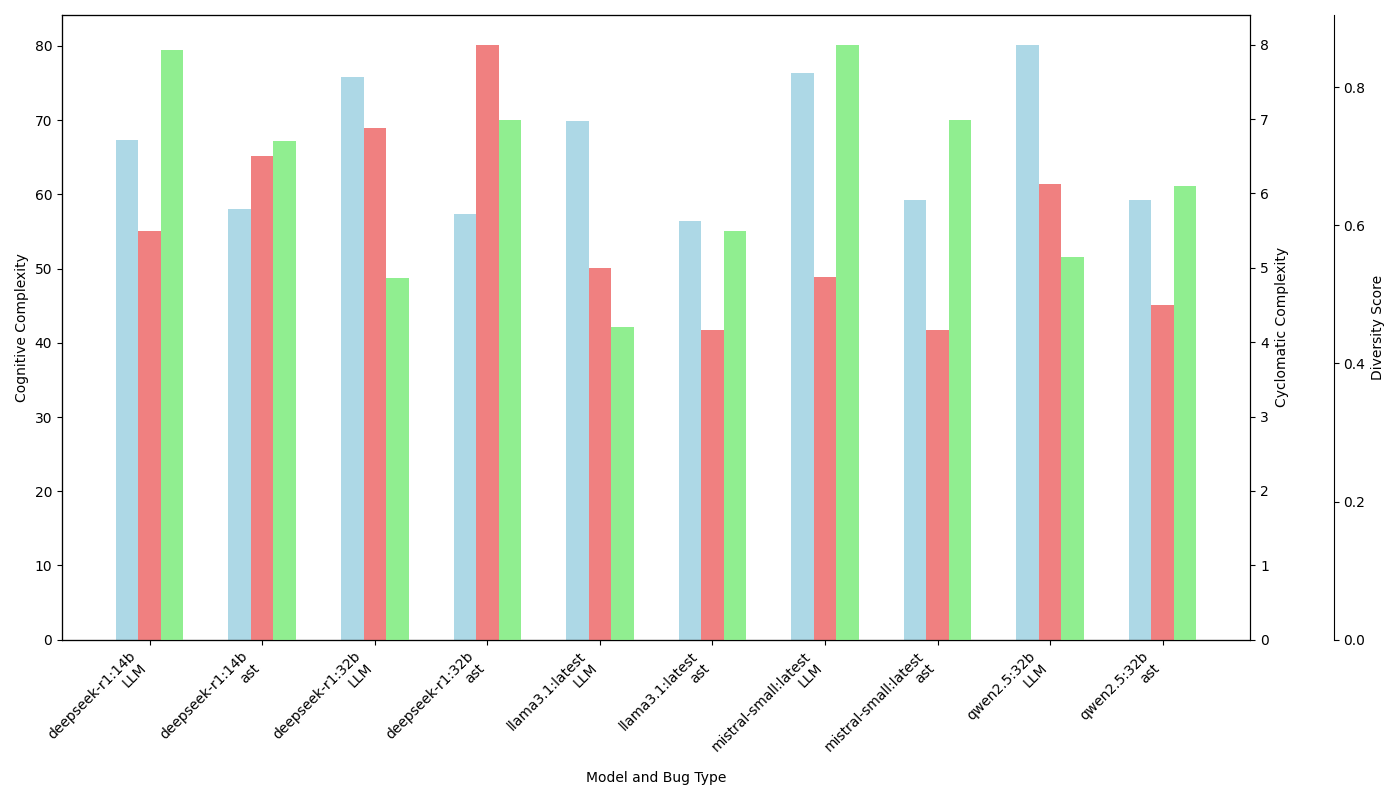 80
70
60
50
40
30
20
10
0
Cognitive Complexity
8
7
6
5
4
3
2
1
0
Cyclomatic Complexity
0.8
0.6
0.4
0.2
0.0
Diversity Score
deepseek-r1:14b
LLM
deepseek-r1:14b
ast
deepseek-r1:32b
LLM
deepseek-r1:32b
ast
llama3.1:latest
LLM
llama3.1:latest
ast
mistral-small:latest
LLM
mistral-small:latest
ast
qwen2.5:32b
LLM
qwen2.5:32b
ast
Model and Bug Type